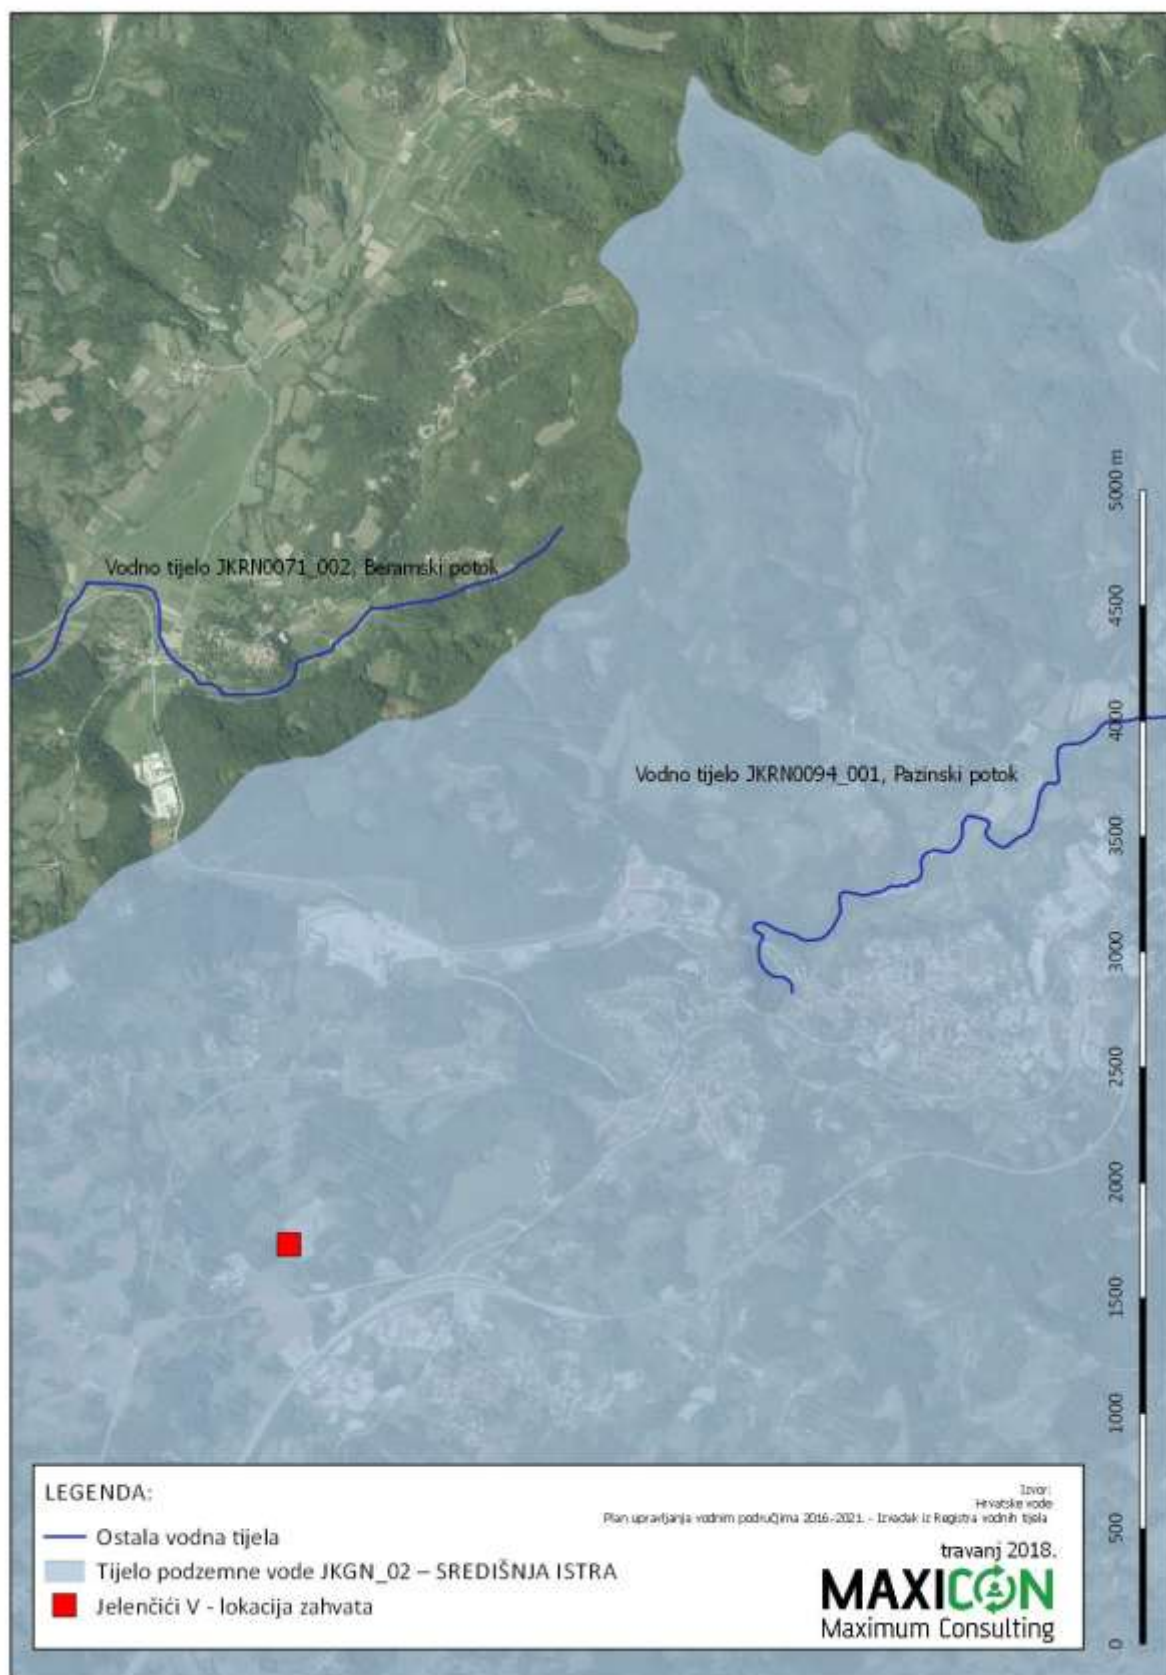 Vodno tijelo JKRN0071_002, Beramski potok
Vodno tijelo JKRN0094_001, Pazinski potok
5000 m
4500
4000
3500
3000
2500
2000
1500
1000
500
0
LEGENDA:
Ostala vodna tijela
Tijelo podzemne vode JKGN_02 – SREDIŠNJA ISTRA
Jelenčići V - lokacija zahvata
Izvor:
Hrvatske vode
Plan upravljanja vodnim područjima 2016.-2021. - Izvadak iz Registra vodnih tijela
travanj 2018.
MAXICON
Maximum Consulting